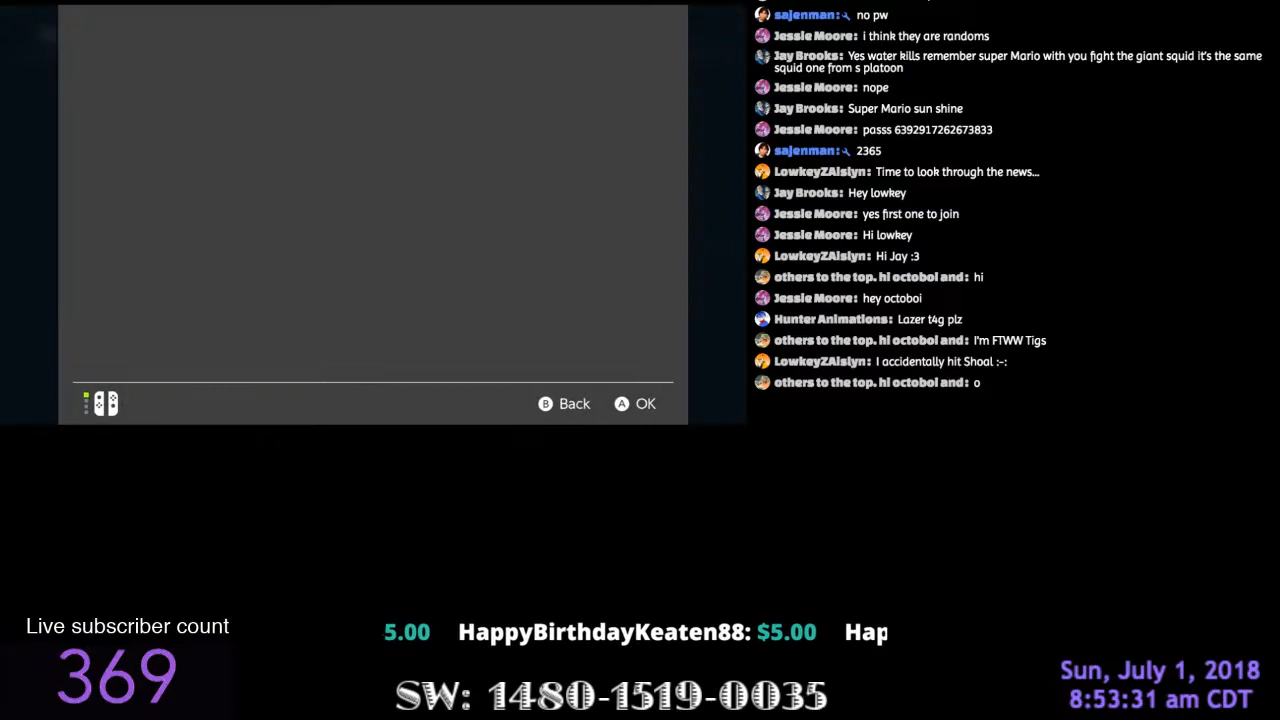 sajenman: no pw
Jessie Moore: i think they are randoms
Jay Brooks: Yes water kills remember super Mario with you fight the giant squid it's the same
squid one from s platoon
Jessie Moore: nope
Jay Brooks: Super Mario sun shine
Jessie Moore: passs 6392917262673833
sajenman: 2365
LowkeyZAislyn: Time to look through the news...
Jay Brooks: Hey lowkey
Jessie Moore: yes first one to join
Jessie Moore: Hi lowkey
LowkeyZAislyn: Hi Jay :3
others to the top. hi octoboi and: hi
Jessie Moore: hey octoboi
Hunter Animations: Lazer t4g plz
others to the top. hi octoboi and: I'm FTWW Tigs
LowkeyZAislyn: I accidentally hit Shoal :-:
others to the top. hi octoboi and: o
B Back A OK
Live subscriber count
369
5.00 HappyBirthdayKeaten88: $5.00 Hap
SW: 1480-1519-0035
Sun, July 1, 2018
8:53:31 am CDT